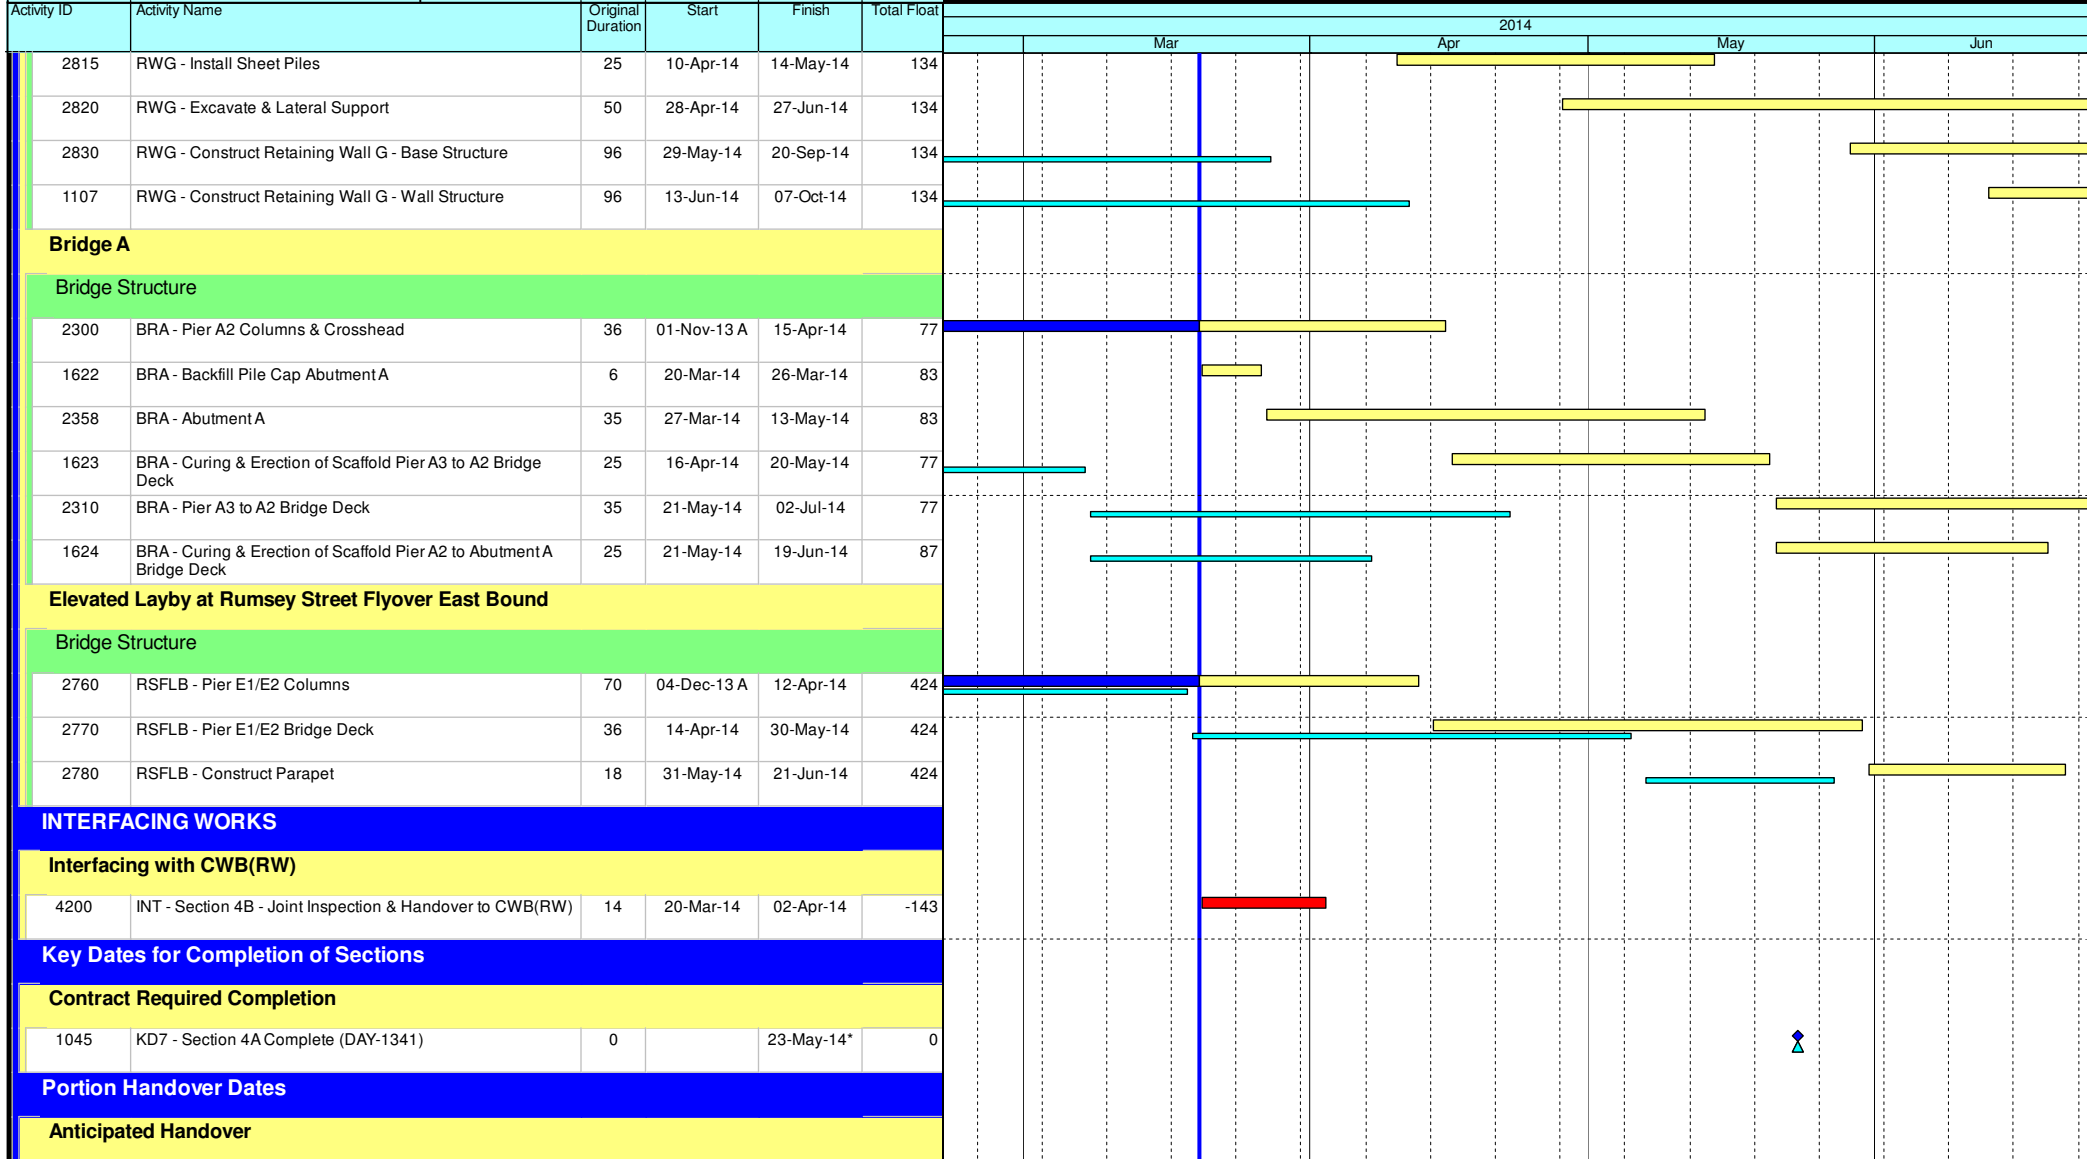 Activity ID Activity Name Original Duration Start Finish Total Float
2014
Mar Apr May Jun
2815 RWG - Install Sheet Piles 25 10-Apr-14 14-May-14 134
2820 RWG - Excavate & Lateral Support 50 28-Apr-14 27-Jun-14 134
2830 RWG - Construct Retaining Wall G - Base Structure 96 29-May-14 20-Sep-14 134
1107 RWG - Construct Retaining Wall G - Wall Structure 96 13-Jun-14 07-Oct-14 134
Bridge A
Bridge Structure
2300 BRA - Pier A2 Columns & Crosshead 36 01-Nov-13 A 15-Apr-14 77
1622 BRA - Backfill Pile Cap Abutment A 6 20-Mar-14 26-Mar-14 83
2358 BRA - Abutment A 35 27-Mar-14 13-May-14 83
1623 BRA - Curing & Erection of Scaffold Pier A3 to A2 Bridge 25 16-Apr-14 20-May-14 77
Deck
2310 BRA - Pier A3 to A2 Bridge Deck 35 21-May-14 02-Jul-14 77
1624 BRA - Curing & Erection of Scaffold Pier A2 to Abutment A 25 21-May-14 19-Jun-14 87
Bridge Deck
Elevated Layby at Rumsey Street Flyover East Bound
Bridge Structure
2760 RSFLB - Pier E1/E2 Columns 70 04-Dec-13 A 12-Apr-14 424
2770 RSFLB - Pier E1/E2 Bridge Deck 36 14-Apr-14 30-May-14 424
2780 RSFLB - Construct Parapet 18 31-May-14 21-Jun-14 424
INTERFACING WORKS
Interfacing with CWB(RW)
4200 INT - Section 4B - Joint Inspection & Handover to CWB(RW) 14 20-Mar-14 02-Apr-14 -143
Key Dates for Completion of Sections
Contract Required Completion
1045 KD7 - Section 4A Complete (DAY-1341) 0 23-May-14* 0
Portion Handover Dates
Anticipated Handover